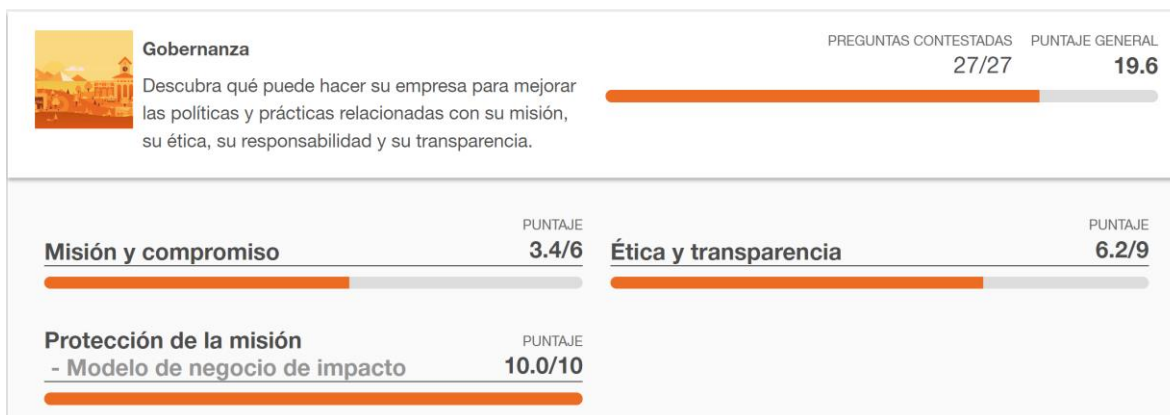 Gobernanza
Descubra qué puede hacer su empresa para mejorar
las políticas y prácticas relacionadas con su misión,
su ética, su responsabilidad y su transparencia.
PREGUNTAS CONTESTADAS
27/27
PUNTAJE GENERAL
19.6
Misión y compromiso
PUNTAJE
3.4/6
Ética y transparencia
PUNTAJE
6.2/9
Protección de la misión
- Modelo de negocio de impacto
PUNTAJE
10.0/10